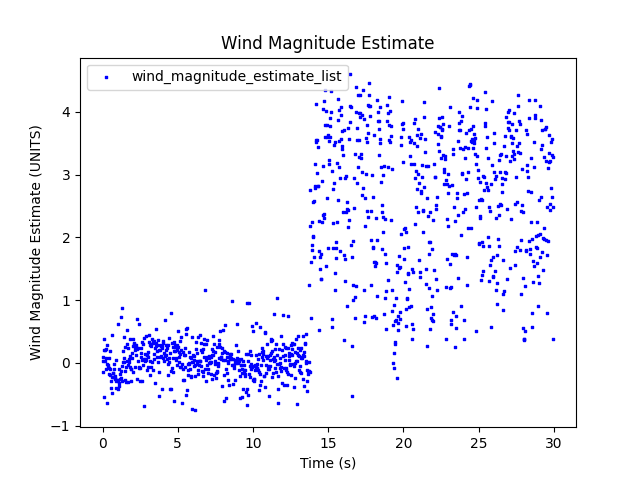 Wind Magnitude Estimate
wind_magnitude_estimate_list
Wind Magnitude Estimate (UNITS)
4
3
2
1
0
−1
0 5 10 15 20 25 30
Time (s)